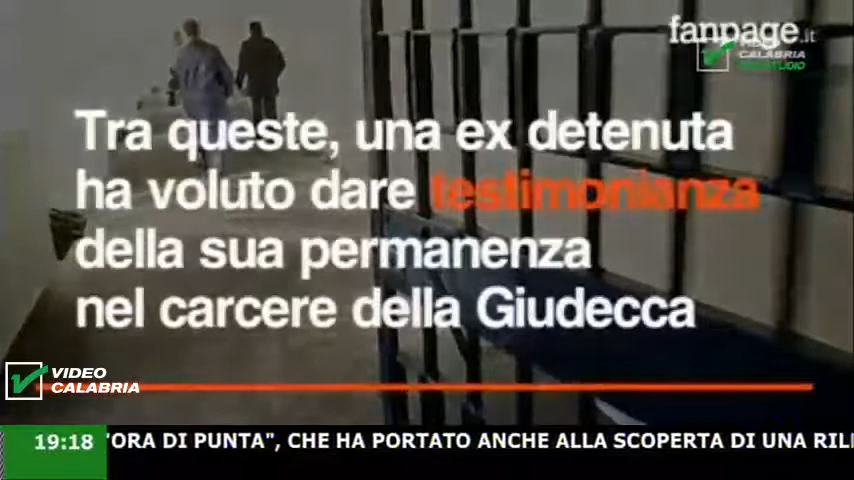 fanpage.it
VIDEO
CALABRIA
Tra queste, una ex detenuta
ha voluto dare testimonianza
della sua permanenza
nel carcere della Giudecca
VIDEO
CALABRIA
19:18 "ORA DI PUNTA", CHE HA PORTATO ANCHE ALLA SCOPERTA DI UNA